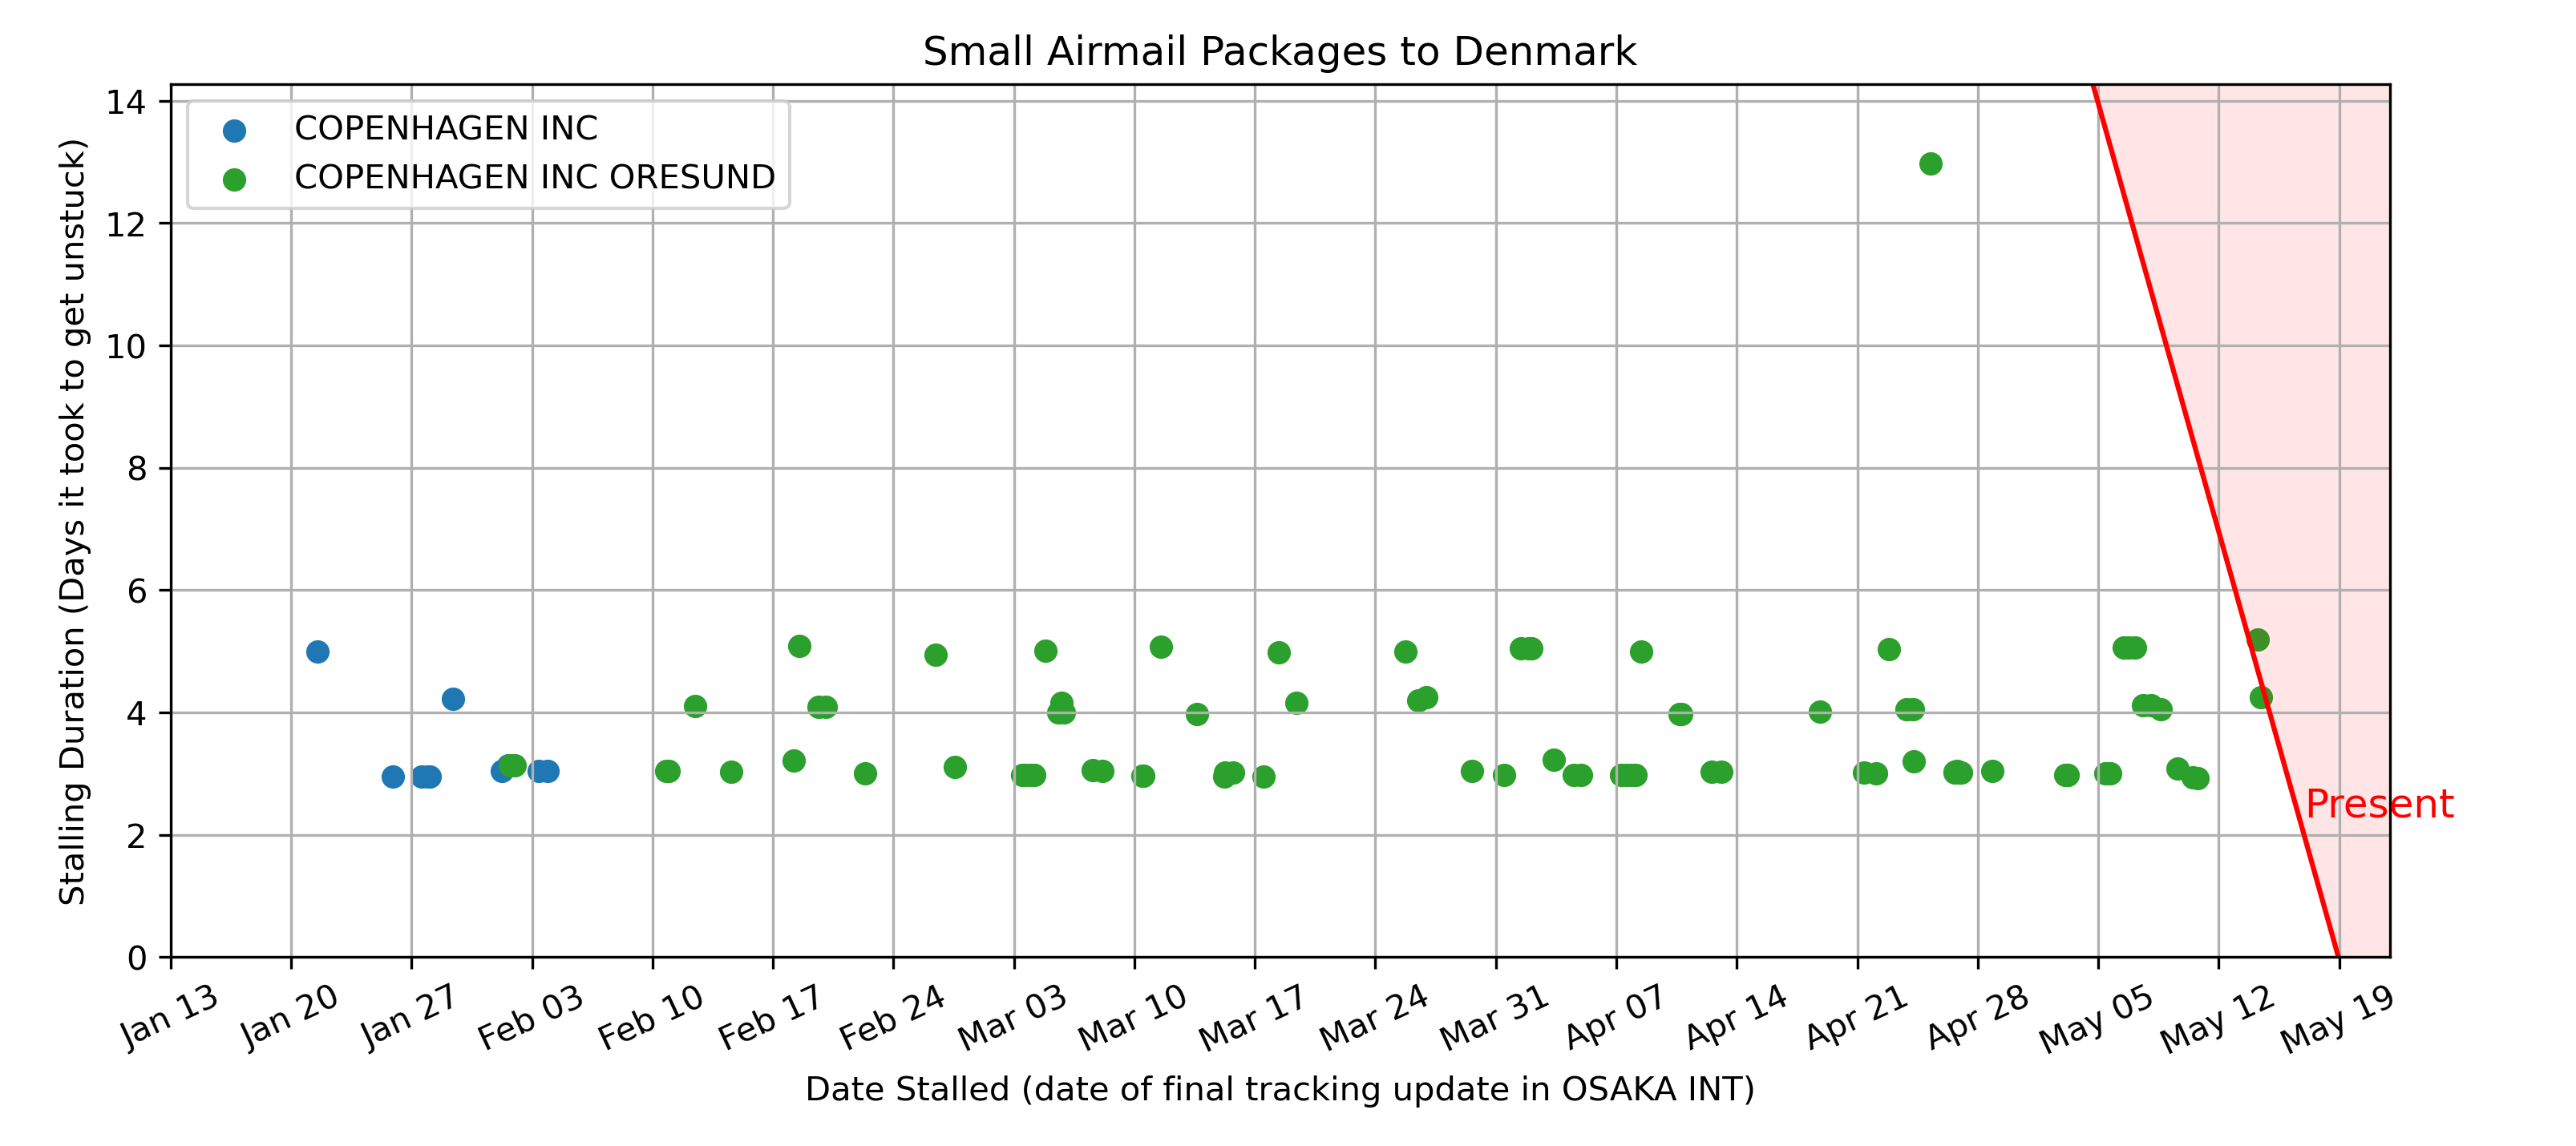 Small Airmail Packages to Denmark
COPENHAGEN INC
COPENHAGEN INC ORESUND
Stalling Duration (Days it took to get unstuck)
14
12
10
8
6
4
2
0
Present
Jan 13
Jan 20
Jan 27
Feb 03
Feb 10
Feb 17
Feb 24
Mar 03
Mar 10
Mar 17
Mar 24
Mar 31
Apr 07
Apr 14
Apr 21
Apr 28
May 05
May 12
May 19
Date Stalled (date of final tracking update in OSAKA INT)